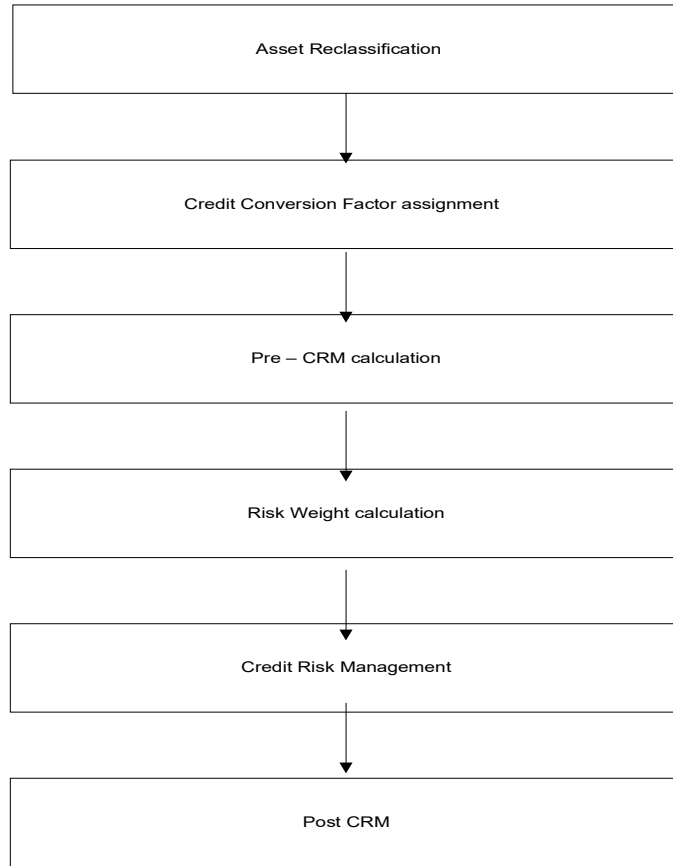 Asset Reclassification
Credit Conversion Factor assignment
Pre – CRM calculation
Risk Weight calculation
Credit Risk Management
Post CRM